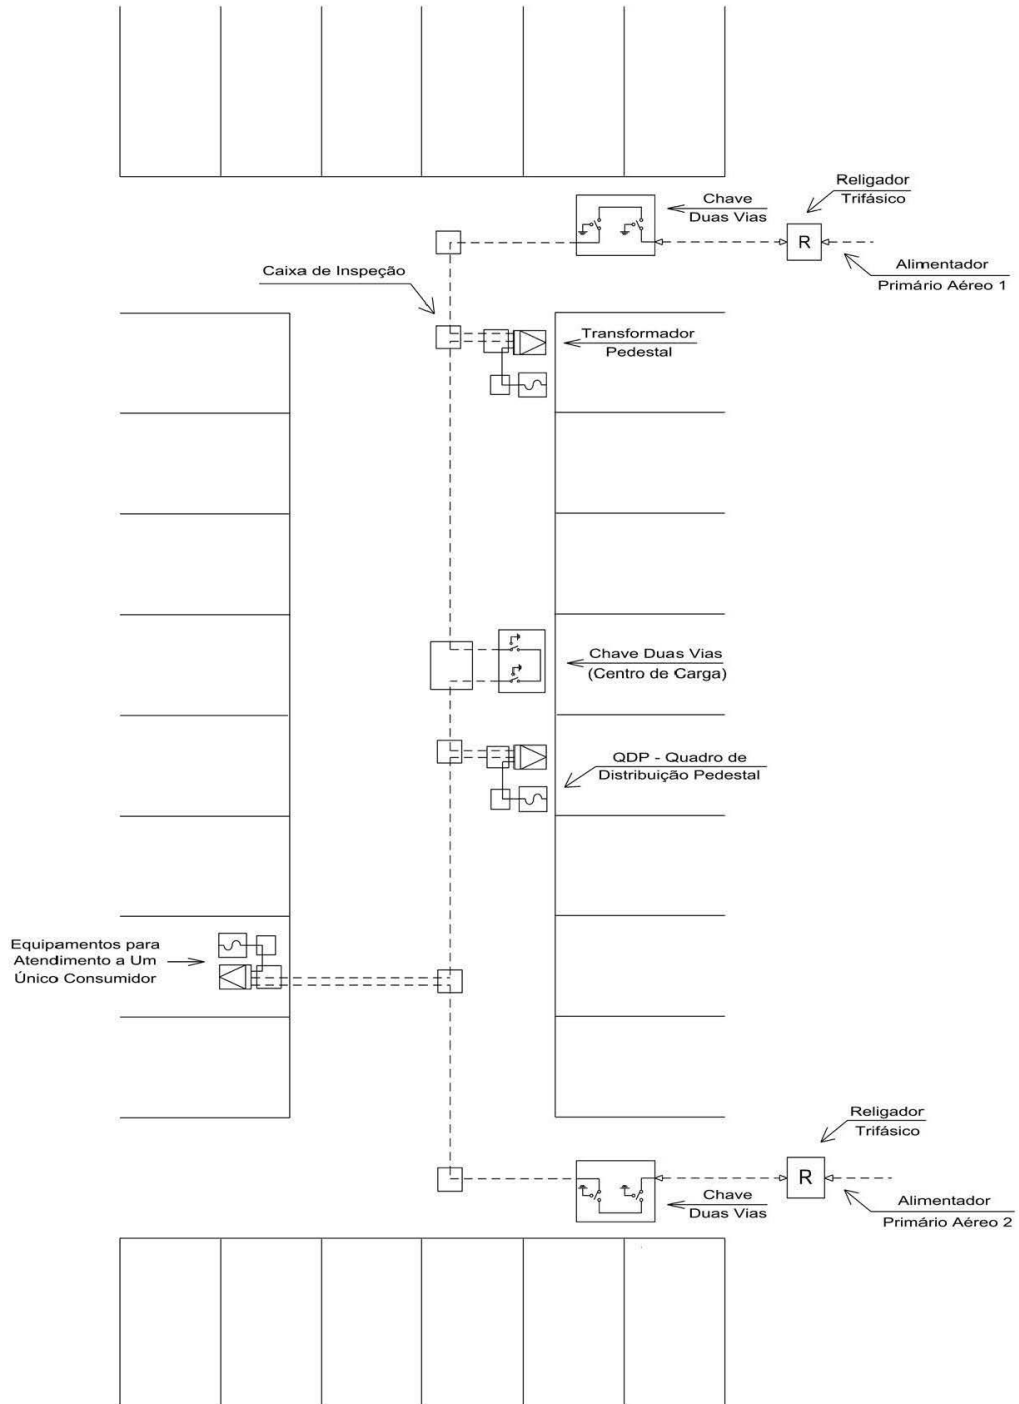 Religador
Trifásico
Chave
Duas Vias
R
Alimentador
Primário Aéreo 1
Caixa de Inspeção
Transformador
Pedestal
Chave Duas Vias
(Centro de Carga)
QDP - Quadro de
Distribuição Pedestal
Equipamentos para
Atendimento a Um
Único Consumidor
Religador
Trifásico
R
Chave
Duas Vias
Alimentador
Primário Aéreo 2